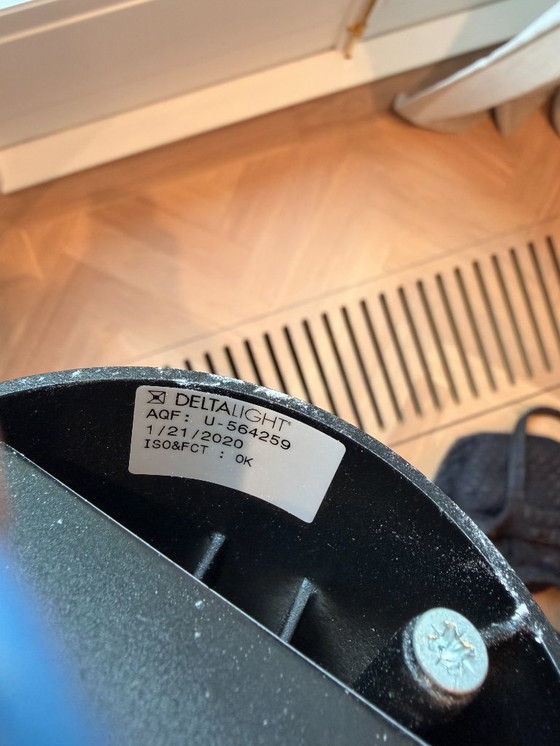 DELTALIGHT®
AQF: U-564259
1/21/2020
ISO&FCT : OK